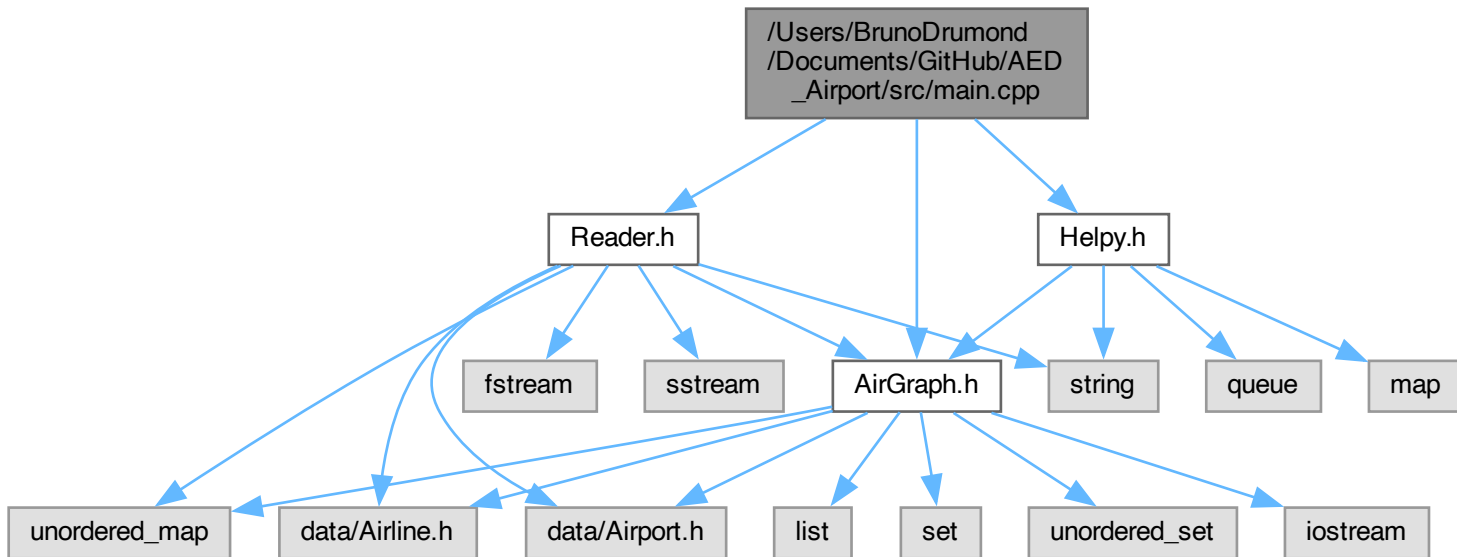 /Users/BrunoDrumond
/Documents/GitHub/AED
_Airport/src/main.cpp
Reader.h
Helpy.h
fstream
sstream
AirGraph.h
string
queue
map
unordered_map
data/Airline.h
data/Airport.h
list
set
unordered_set
iostream